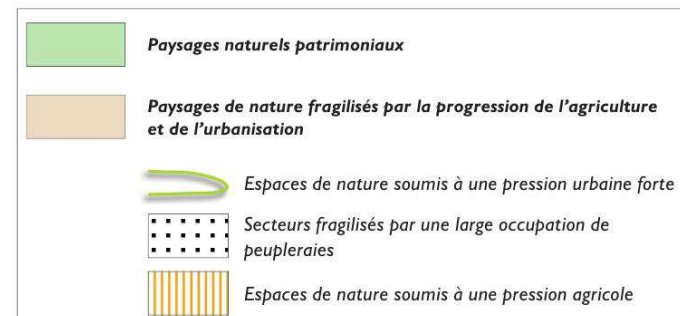 Paysages naturels patrimoniaux
Paysages de nature fragilisés par la progression de l'agriculture
et de l'urbanisation
Espaces de nature soumis à une pression urbaine forte
Secteurs fragilisés par une large occupation de
peupleraies
Espaces de nature soumis à une pression agricole